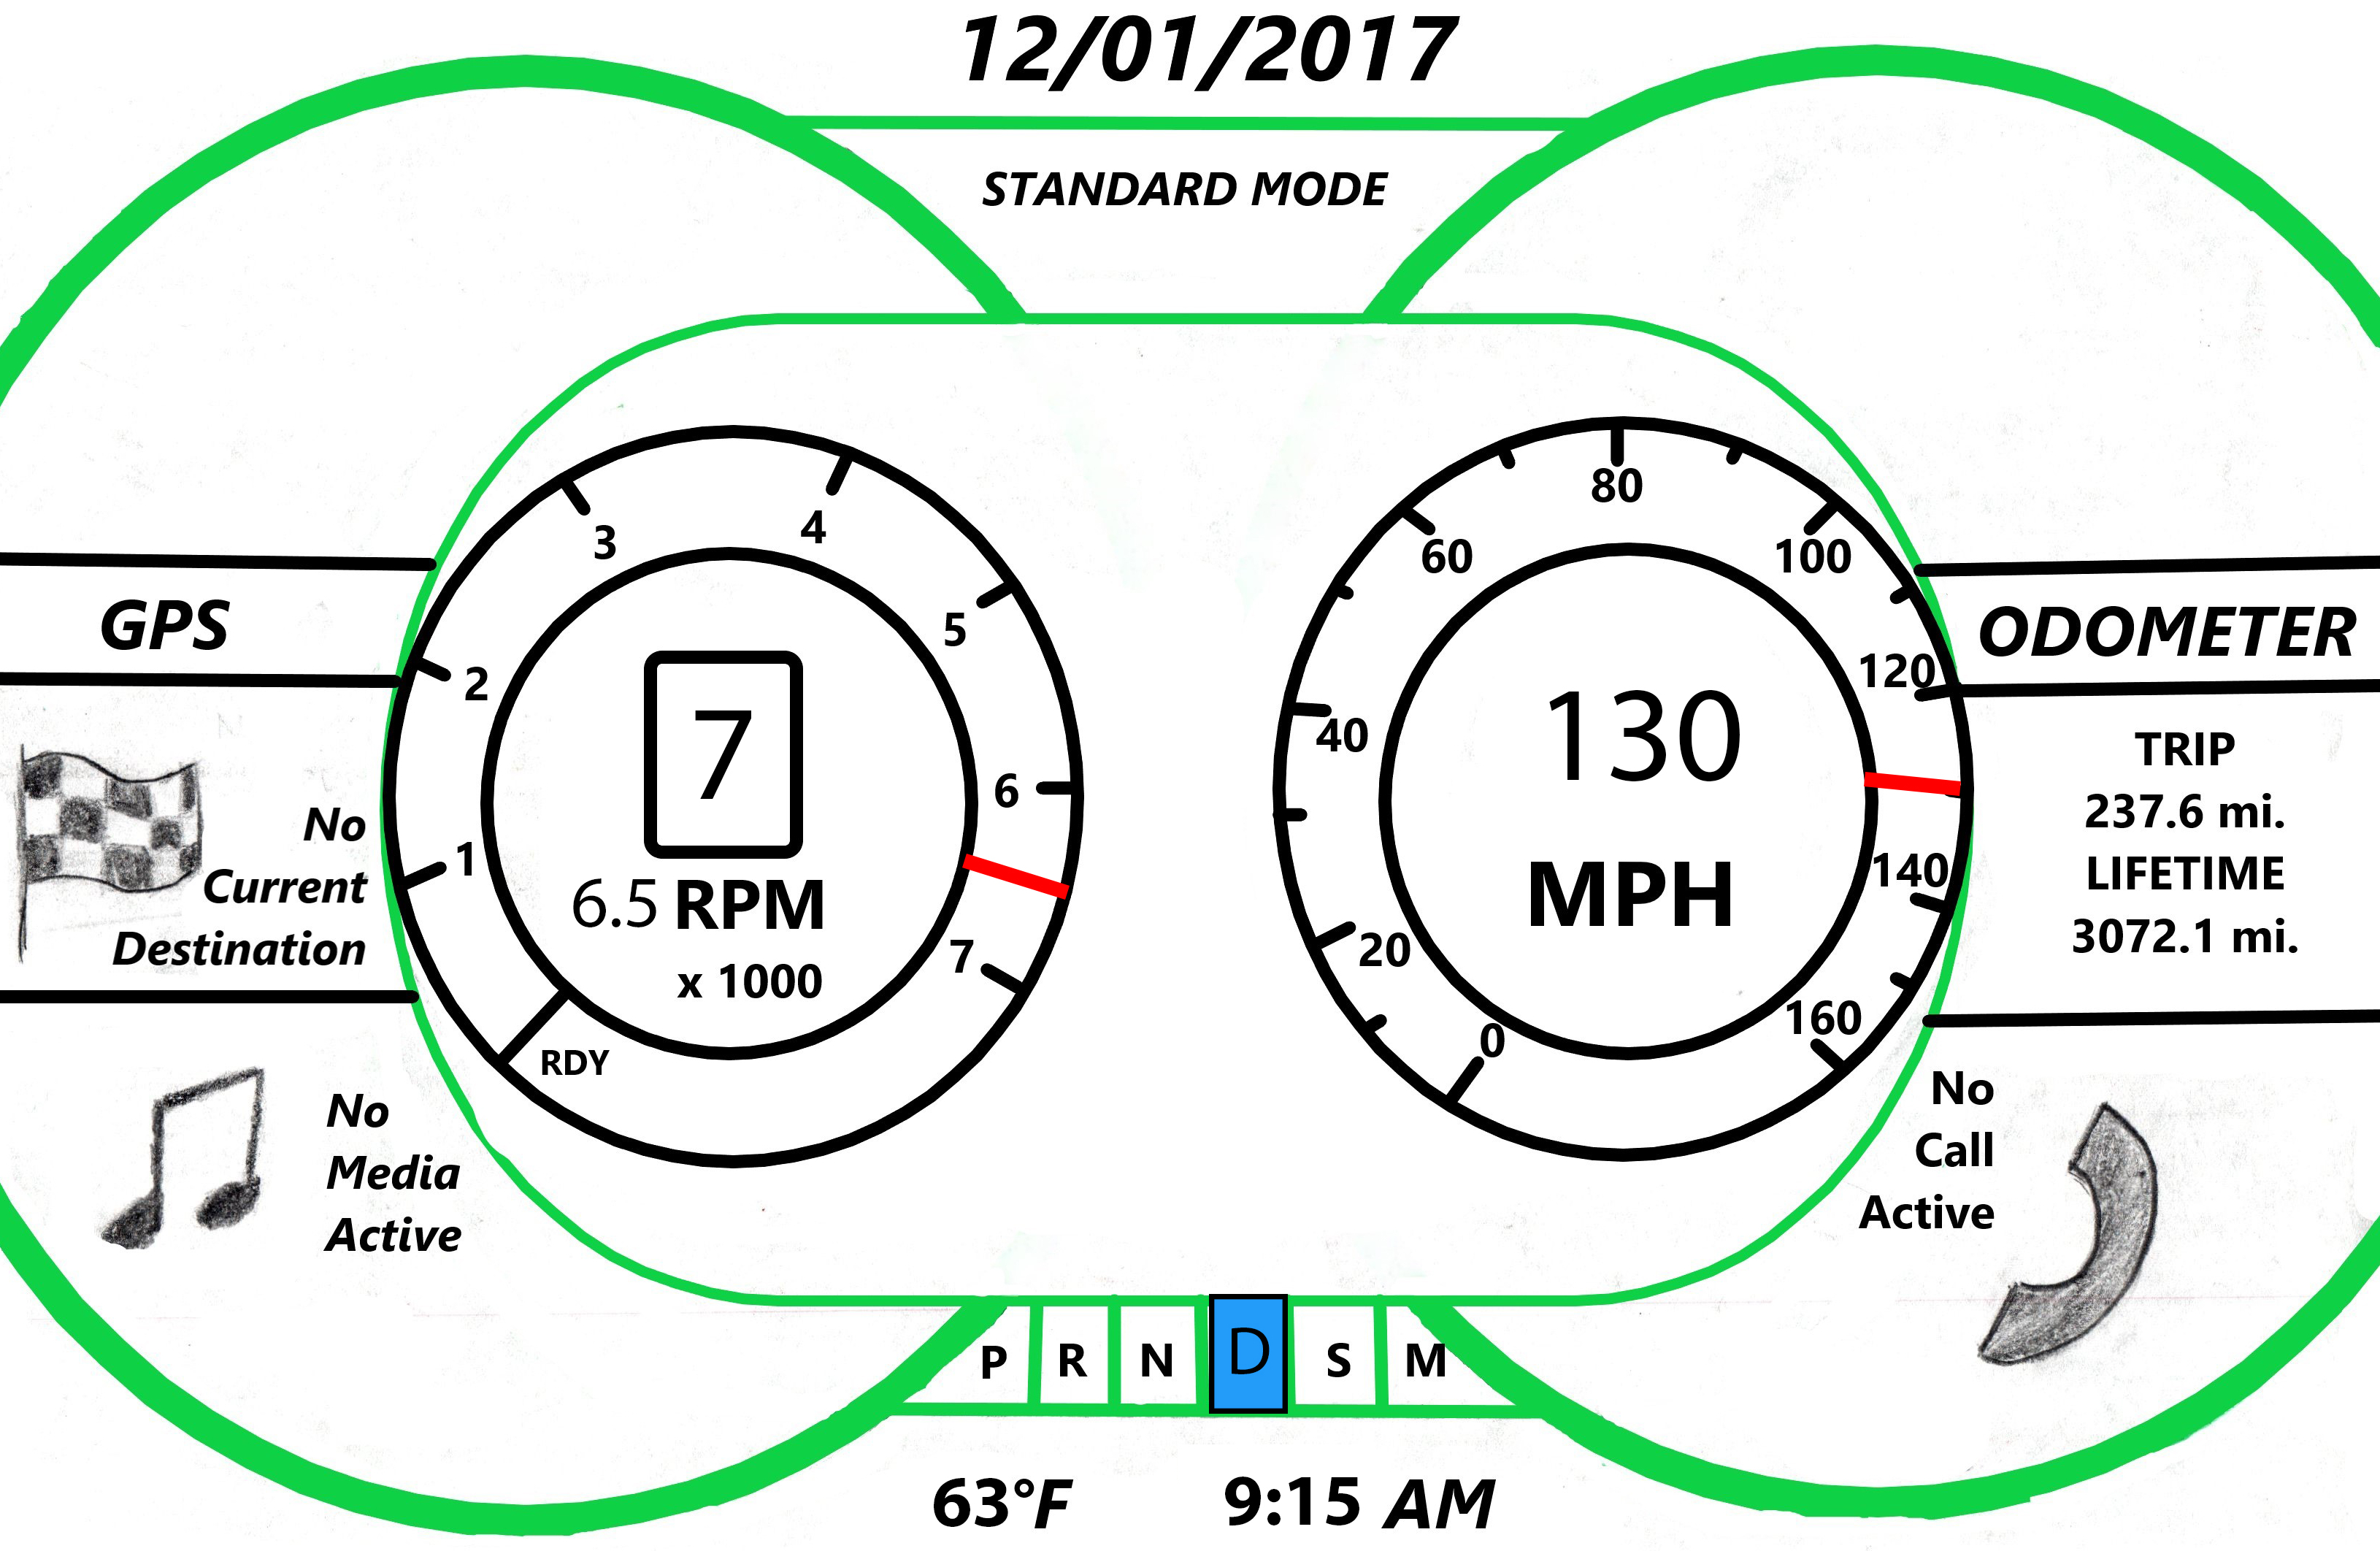 12/01/2017
STANDARD MODE
GPS
No
Current
Destination
No
Media
Active
3
4
2
5
1
6
7
7
6.5 RPM
x 1000
RDY
80
60
100
40
120
20
140
0
160
130
MPH
ODOMETER
TRIP
237.6 mi.
LIFETIME
3072.1 mi.
No
Call
Active
P R N D S M
63°F 9:15 AM